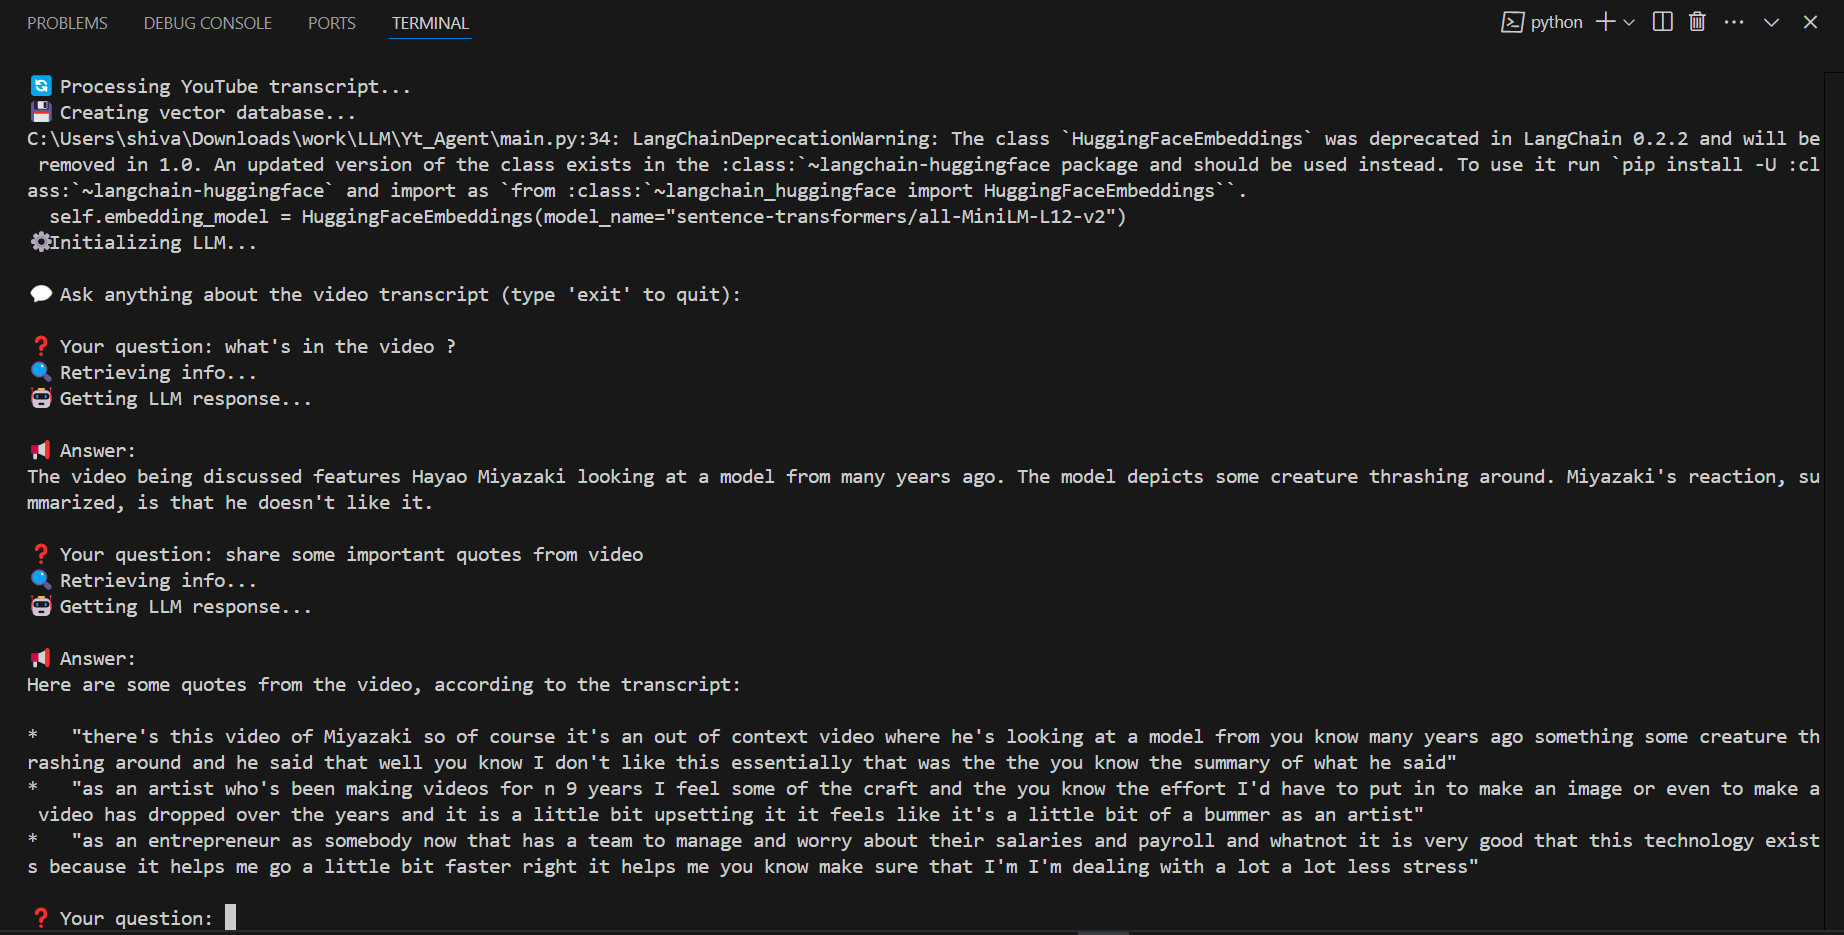 PROBLEMS DEBUG CONSOLE PORTS TERMINAL python
Processing YouTube transcript...
Creating vector database...
C:\Users\shiva\Downloads\work\LLM\Yt_Agent\main.py:34: LangChainDeprecationWarning: The class `HuggingFaceEmbeddings` was deprecated in LangChain 0.2.2 and will be
removed in 1.0. An updated version of the class exists in the :class:`~langchain-huggingface package and should be used instead. To use it run `pip install -U :cl
ass:`~langchain-huggingface` and import as `from :class:`~langchain_huggingface import HuggingFaceEmbeddings``.
self.embedding_model = HuggingFaceEmbeddings(model_name="sentence-transformers/all-MiniLM-L12-v2")
Initializing LLM...
Ask anything about the video transcript (type 'exit' to quit):
Your question: what's in the video ?
Retrieving info...
Getting LLM response...
Answer:
The video being discussed features Hayao Miyazaki looking at a model from many years ago. The model depicts some creature thrashing around. Miyazaki's reaction, su
mmarized, is that he doesn't like it.
Your question: share some important quotes from video
Retrieving info...
Getting LLM response...
Answer:
Here are some quotes from the video, according to the transcript:
* "there's this video of Miyazaki so of course it's an out of context video where he's looking at a model from you know many years ago something some creature th
rashing around and he said that well you know I don't like this essentially that was the the you know the summary of what he said"
* "as an artist who's been making videos for n 9 years I feel some of the craft and the you know the effort I'd have to put in to make an image or even to make a
video has dropped over the years and it is a little bit upsetting it it feels like it's a little bit of a bummer as an artist"
* "as an entrepreneur as somebody now that has a team to manage and worry about their salaries and payroll and whatnot it is very good that this technology exist
s because it helps me go a little bit faster right it helps me you know make sure that I'm I'm dealing with a lot a lot less stress"
Your question: